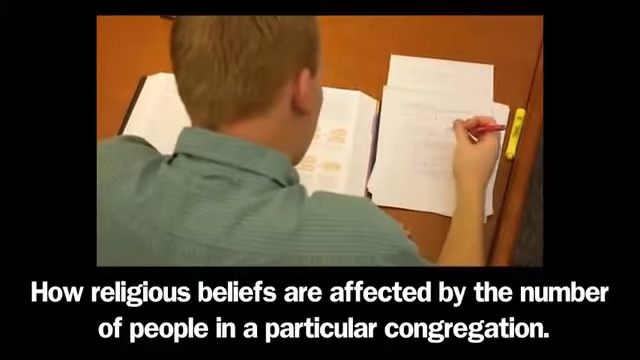 How religious beliefs are affected by the number
of people in a particular congregation.